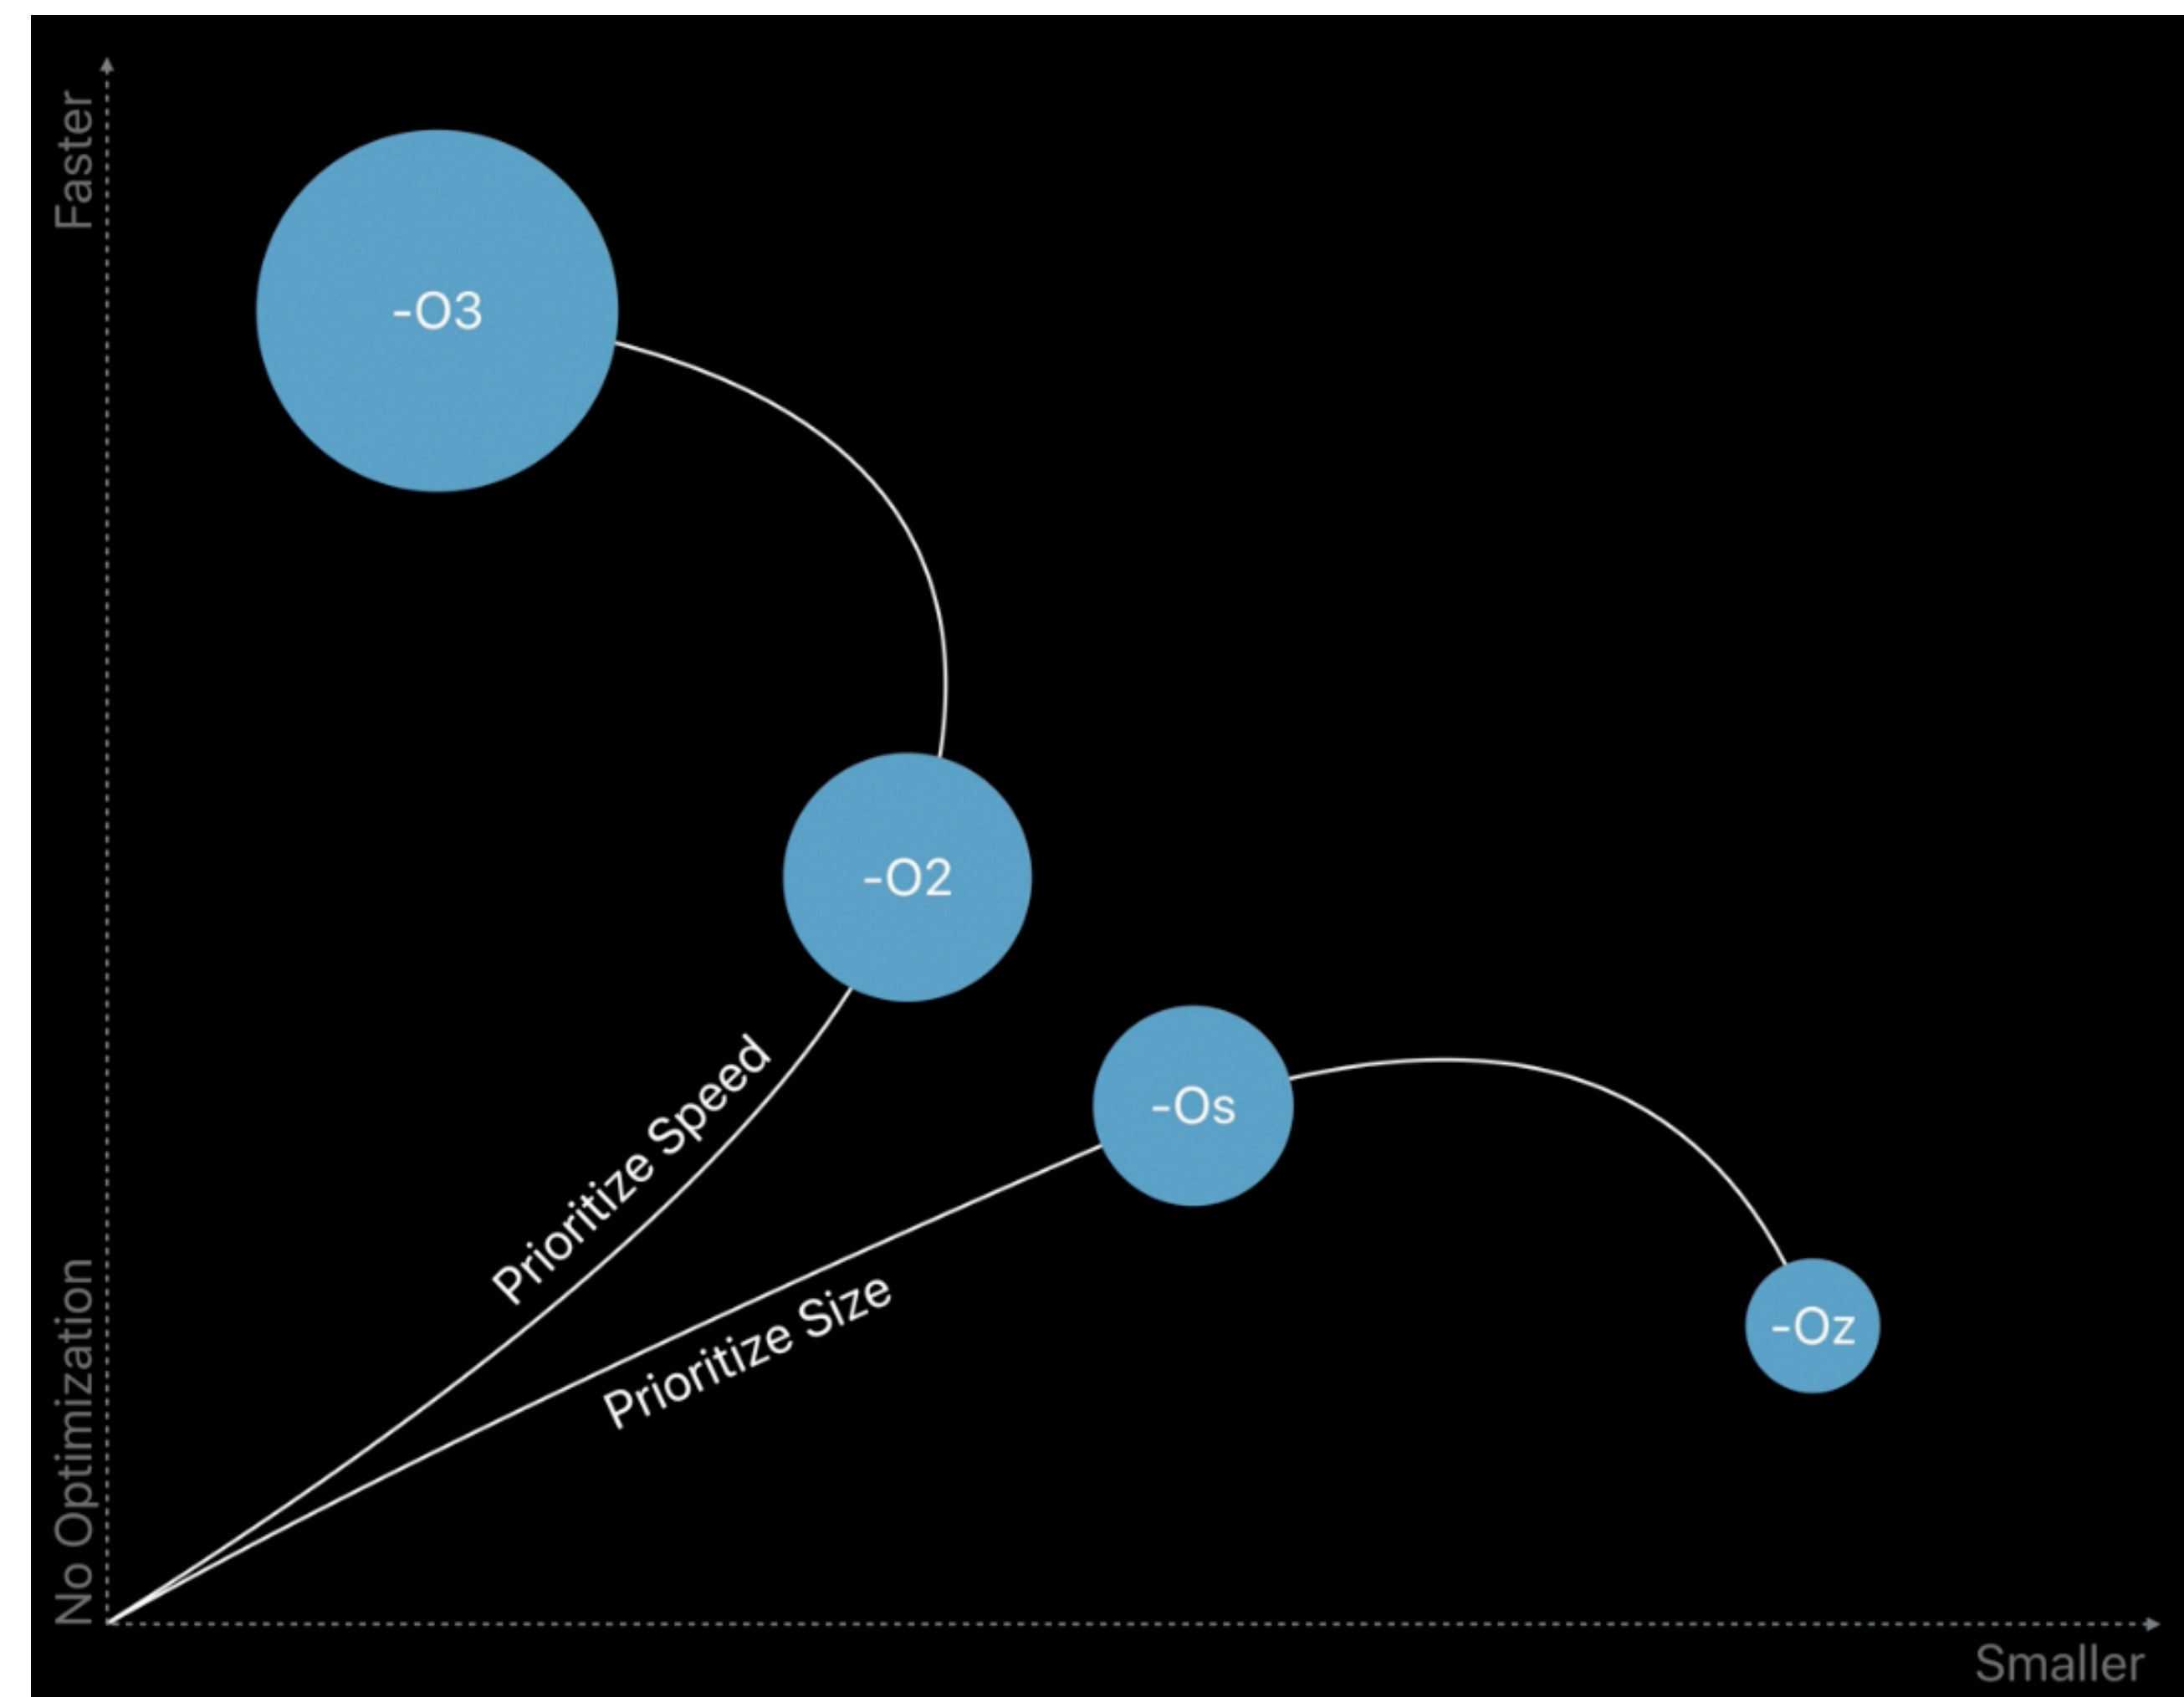 Faster
-O3
-O2
Prioritize Speed
-Os
Prioritize Size
-Oz
No Optimization
Smaller